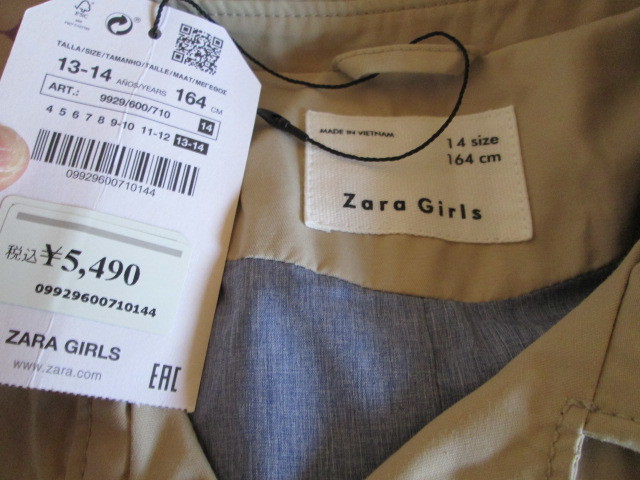 FSC
TALLA/SIZE/TAMANHO/TAILLE/MAAT/ΜΕΓΕΘΟΣ
13-14 AÑOS/YEARS 164 CM
ART.: 9929/600/710 14
4 5 6 7 8 9-10 11-12 13-14
09929600710144
税込 ¥5,490
09929600710144
ZARA GIRLS
www.zara.com
EAC
MADE IN VIETNAM
14 size
164 cm
Zara Girls